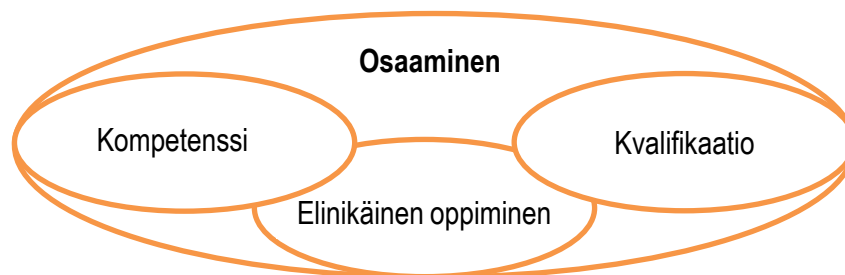 Osaaminen
Kompetenssi
Kvalifikaatio
Elinikäinen oppiminen